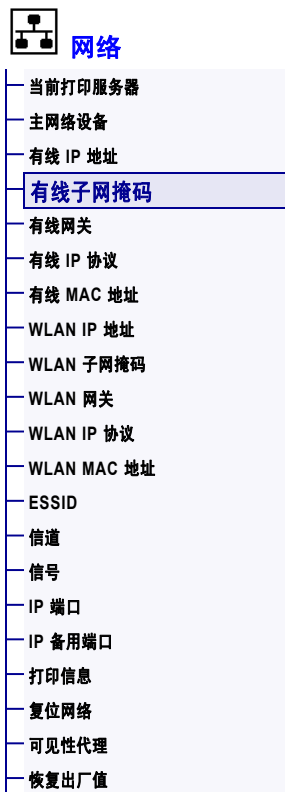 网络
当前打印服务器
主网络设备
有线 IP 地址
有线子网掩码
有线网关
有线 IP 协议
有线 MAC 地址
WLAN IP 地址
WLAN 子网掩码
WLAN 网关
WLAN IP 协议
WLAN MAC 地址
ESSID
信道
信号
IP 端口
IP 备用端口
打印信息
复位网络
可见性代理
恢复出厂值